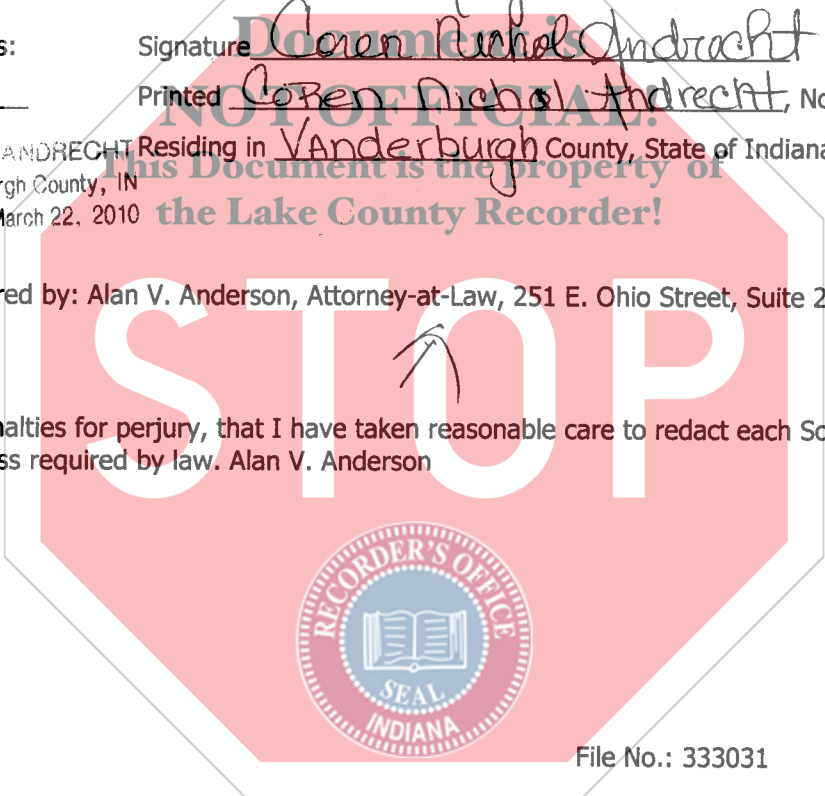 s: Signature Coren Nichol Andrecht
Document is
Printed Coren Nichol Andrecht, No
NOT OFFICIAL!
ANDRECHT Residing in VAnderburgh County, State of Indiana
This Document is the property of
rgh County, IN
March 22, 2010
the Lake County Recorder!
red by: Alan V. Anderson, Attorney-at-Law, 251 E. Ohio Street, Suite 2
STOP
nalties for perjury, that I have taken reasonable care to redact each So
ss required by law. Alan V. Anderson
RECORDER'S OFFICE
SEAL
INDIANA
File No.: 333031